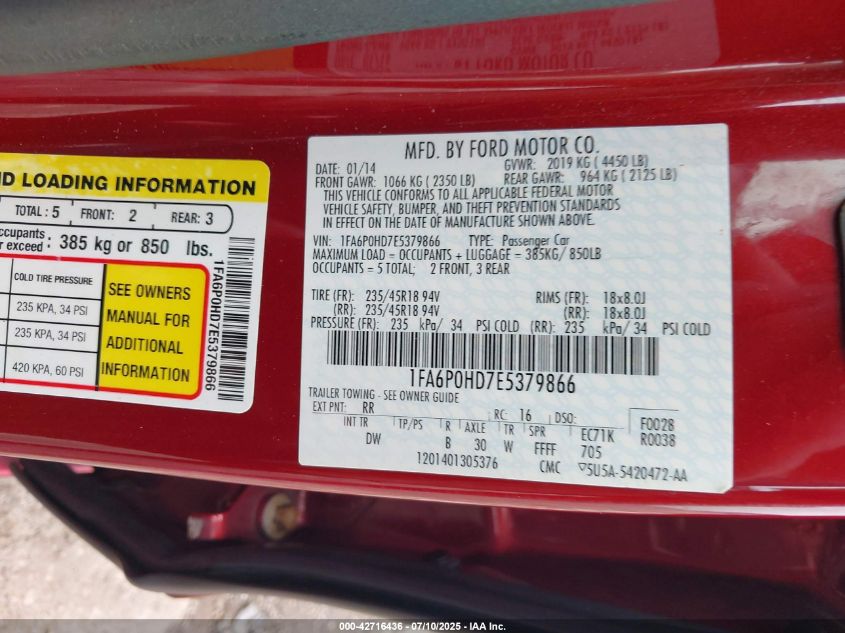 MFD. BY FORD MOTOR CO.
DATE: 01/14 GVWR: 2019 KG ( 4450 LB)
FRONT GAWR: 1066 KG ( 2350 LB) REAR GAWR: 964 KG ( 2125 LB)
THIS VEHICLE CONFORMS TO ALL APPLICABLE FEDERAL MOTOR
VEHICLE SAFETY, BUMPER, AND THEFT PREVENTION STANDARDS
IN EFFECT ON THE DATE OF MANUFACTURE SHOWN ABOVE.
VIN: 1FA6P0HD7E5379866 TYPE: Passenger Car
MAXIMUM LOAD = OCCUPANTS + LUGGAGE = 385KG/ 850LB
OCCUPANTS = 5 TOTAL; 2 FRONT, 3 REAR
TIRE (FR): 235/45R18 94V RIMS (FR): 18x8.0J
(RR): 235/45R18 94V (RR): 18x8.0J
PRESSURE (FR): 235 kPa/ 34 PSI COLD (RR): 235 kPa/ 34 PSI COLD
1FA6P0HD7E5379866
TRAILER TOWING - SEE OWNER GUIDE
EXT PNT: RR RC: 16 DSO: F0028
INT TR TP/PS R AXLE TR SPR EC71K R0038
DW B 30 W FFFF 705
1201401305376 CMC 5U5A-5420472-AA
LOADING INFORMATION
TOTAL : 5 FRONT: 2 REAR: 3
exceed : 385 kg or 850 lbs.
COLD TIRE PRESSURE
235 KPA, 34 PSI
235 KPA, 34 PSI
420 KPA, 60 PSI
SEE OWNERS
MANUAL FOR
ADDITIONAL
INFORMATION
1FA6P0HD7E5379866
000-42716436 - 07/10/2025 - IAA Inc.